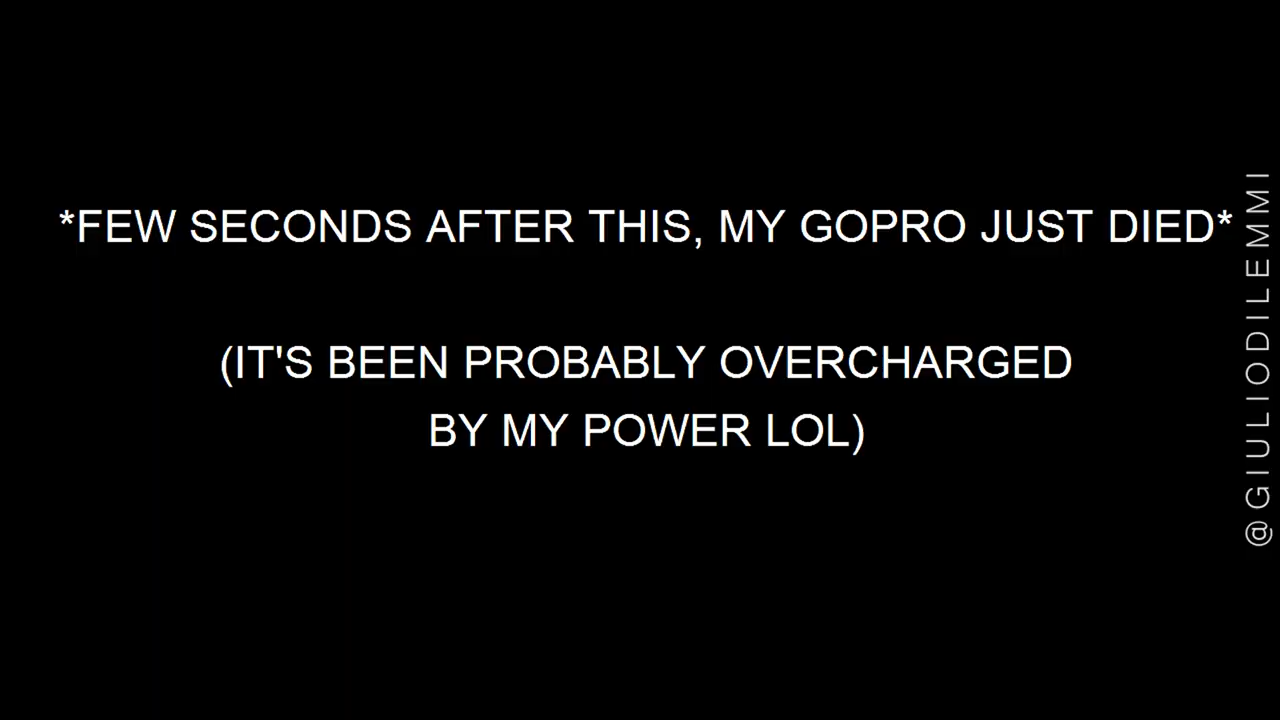 *FEW SECONDS AFTER THIS, MY GOPRO JUST DIED*
(IT'S BEEN PROBABLY OVERCHARGED
BY MY POWER LOL)
@GIULIODILEMMI